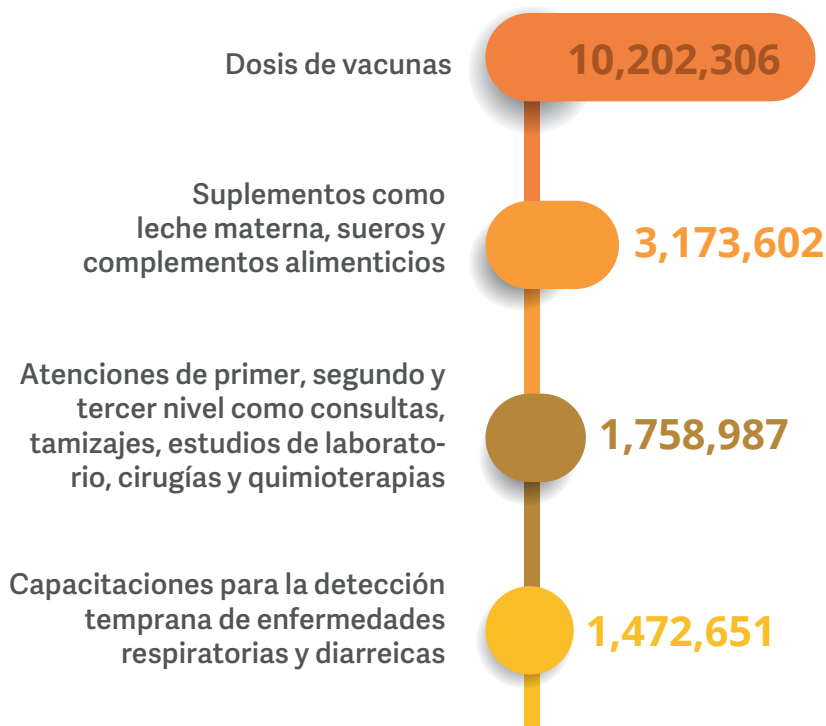 Dosis de vacunas
10,202,306
Suplementos como
leche materna, sueros y
complementos alimenticios
3,173,602
Atenciones de primer, segundo y
tercer nivel como consultas,
tamizajes, estudios de laborato-
rio, cirugías y quimioterapias
1,758,987
Capacitaciones para la detección
temprana de enfermedades
respiratorias y diarreicas
1,472,651